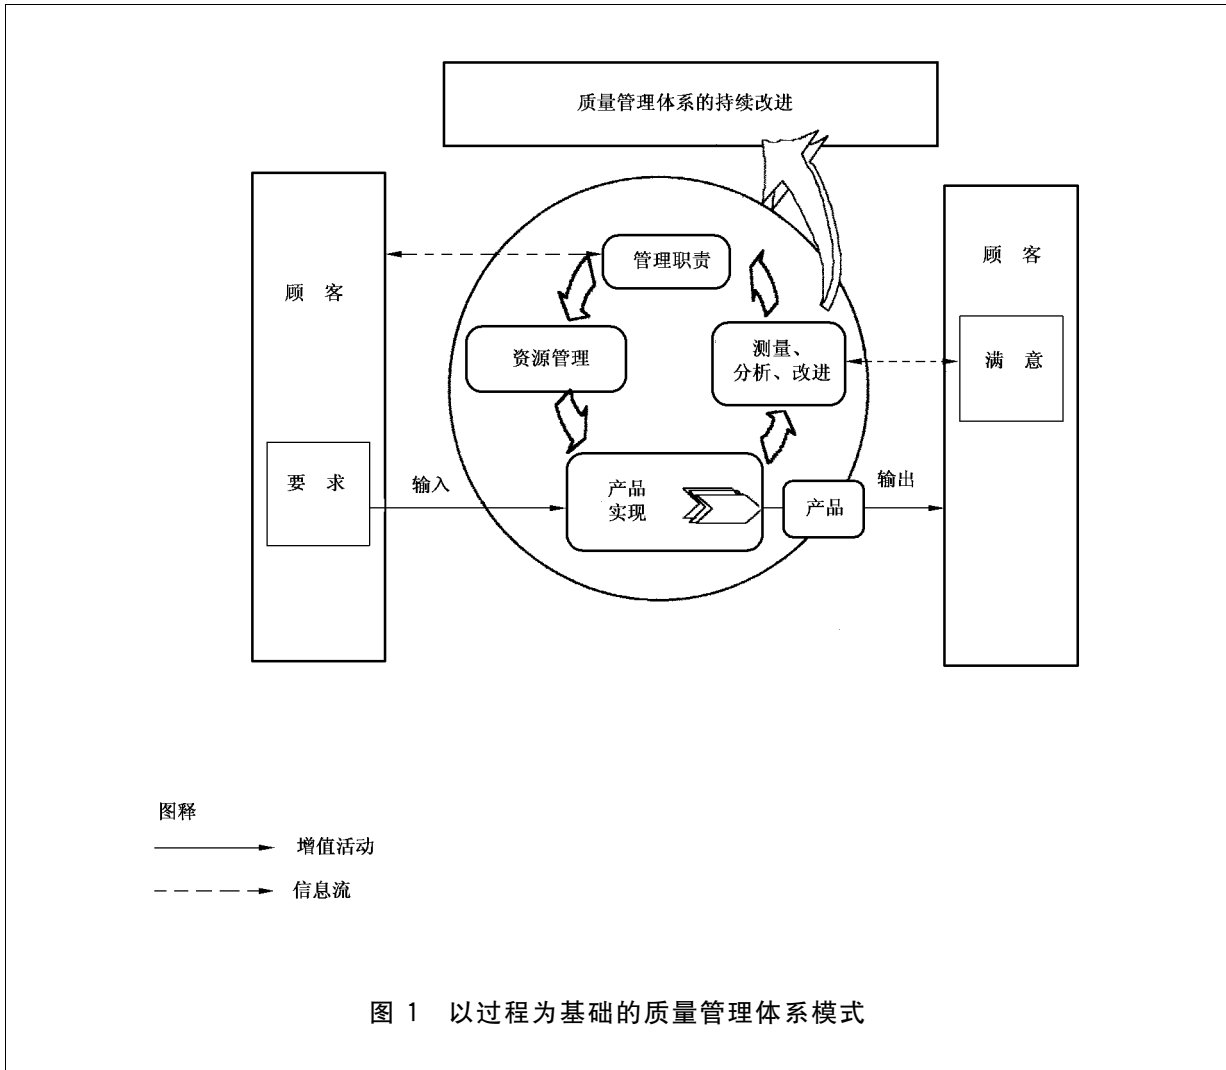 质量管理体系的持续改进
顾 客
要 求
输入
管理职责
资源管理
测量、
分析、改进
产品
实现
产品
输出
顾 客
满 意
图释
增值活动
信息流
图 1 以过程为基础的质量管理体系模式